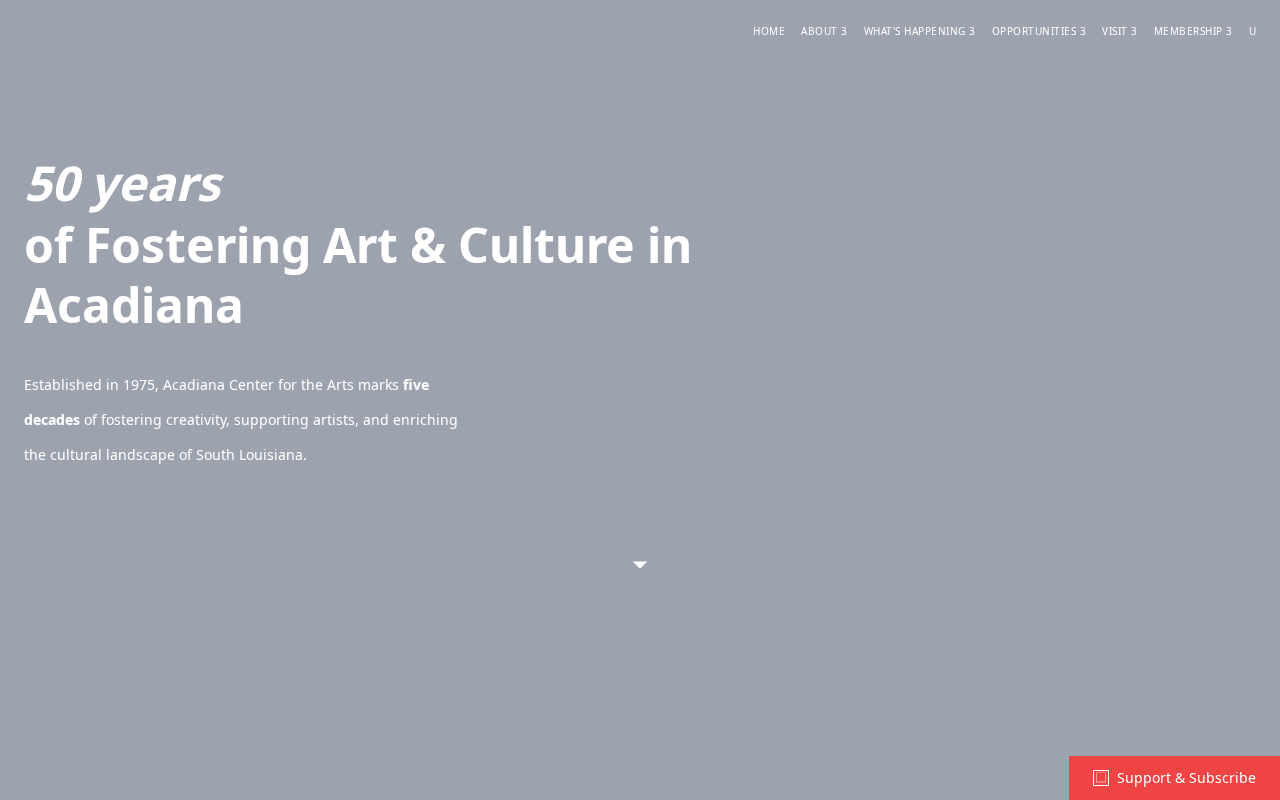 HOME ABOUT 3 WHAT'S HAPPENING 3 OPPORTUNITIES 3 VISIT 3 MEMBERSHIP 3 U
50 years
of Fostering Art & Culture in
Acadiana
Established in 1975, Acadiana Center for the Arts marks five
decades of fostering creativity, supporting artists, and enriching
the cultural landscape of South Louisiana.
Support & Subscribe